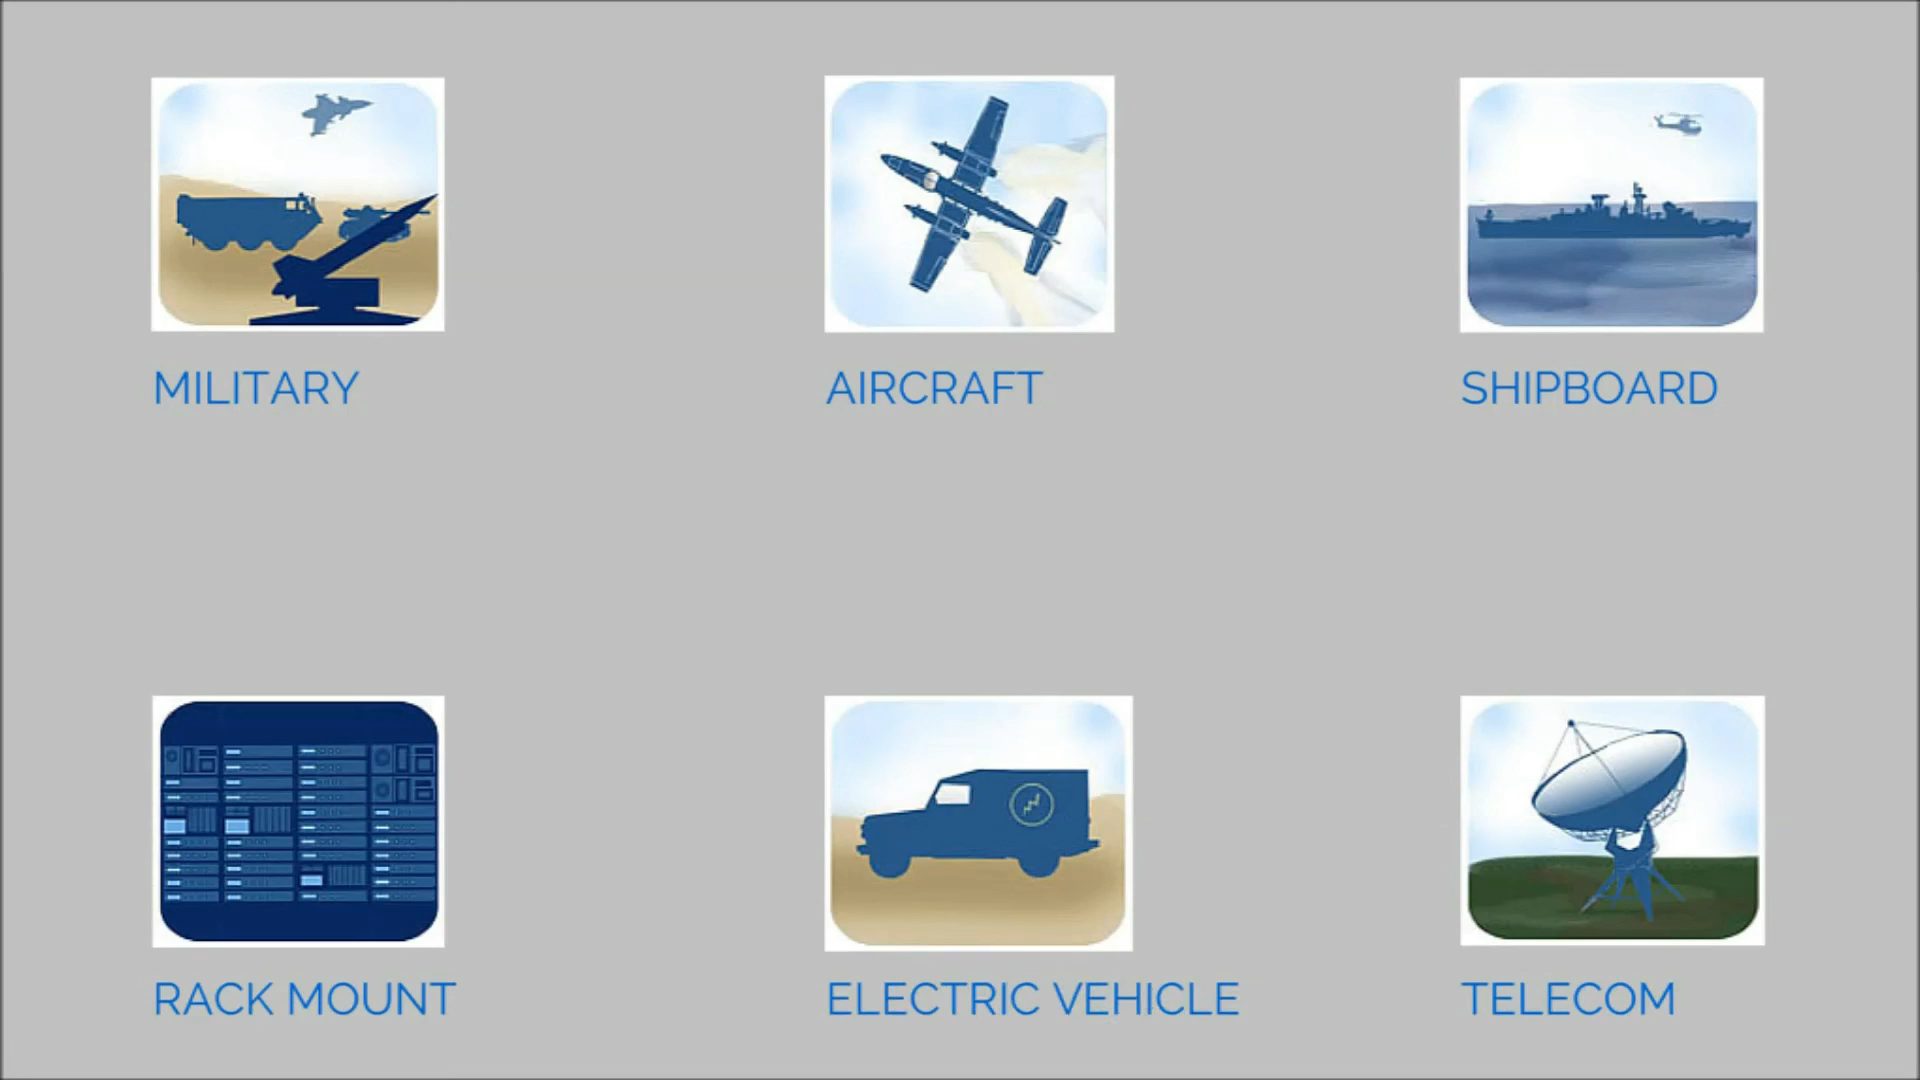 MILITARY
AIRCRAFT
SHIPBOARD
RACK MOUNT
ELECTRIC VEHICLE
TELECOM